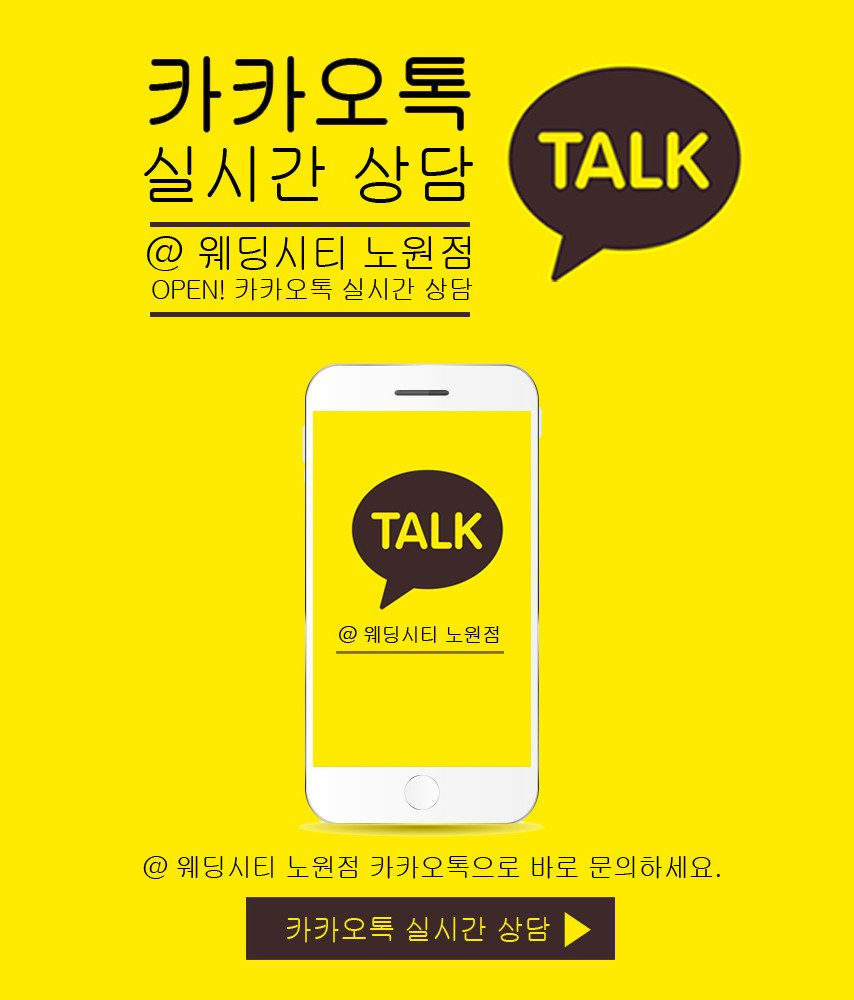 카카오톡
실시간 상담
TALK
@ 웨딩시티 노원점
OPEN! 카카오톡 실시간 상담
TALK
@ 웨딩시티 노원점
@ 웨딩시티 노원점 카카오톡으로 바로 문의하세요.
카카오톡 실시간 상담